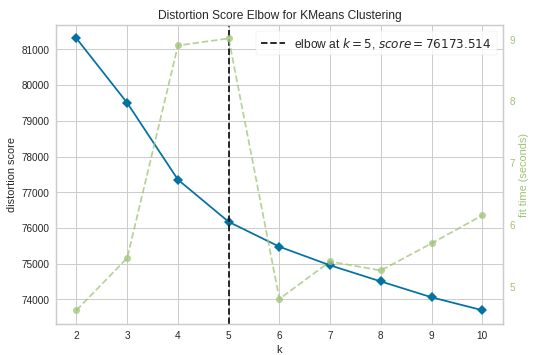 Distortion Score Elbow for KMeans Clustering
elbow at k = 5, score = 76173.514
distortion score
81000
80000
79000
78000
77000
76000
75000
74000
9
8
7
6
5
fit time (seconds)
2 3 4 5 6 7 8 9 10
k